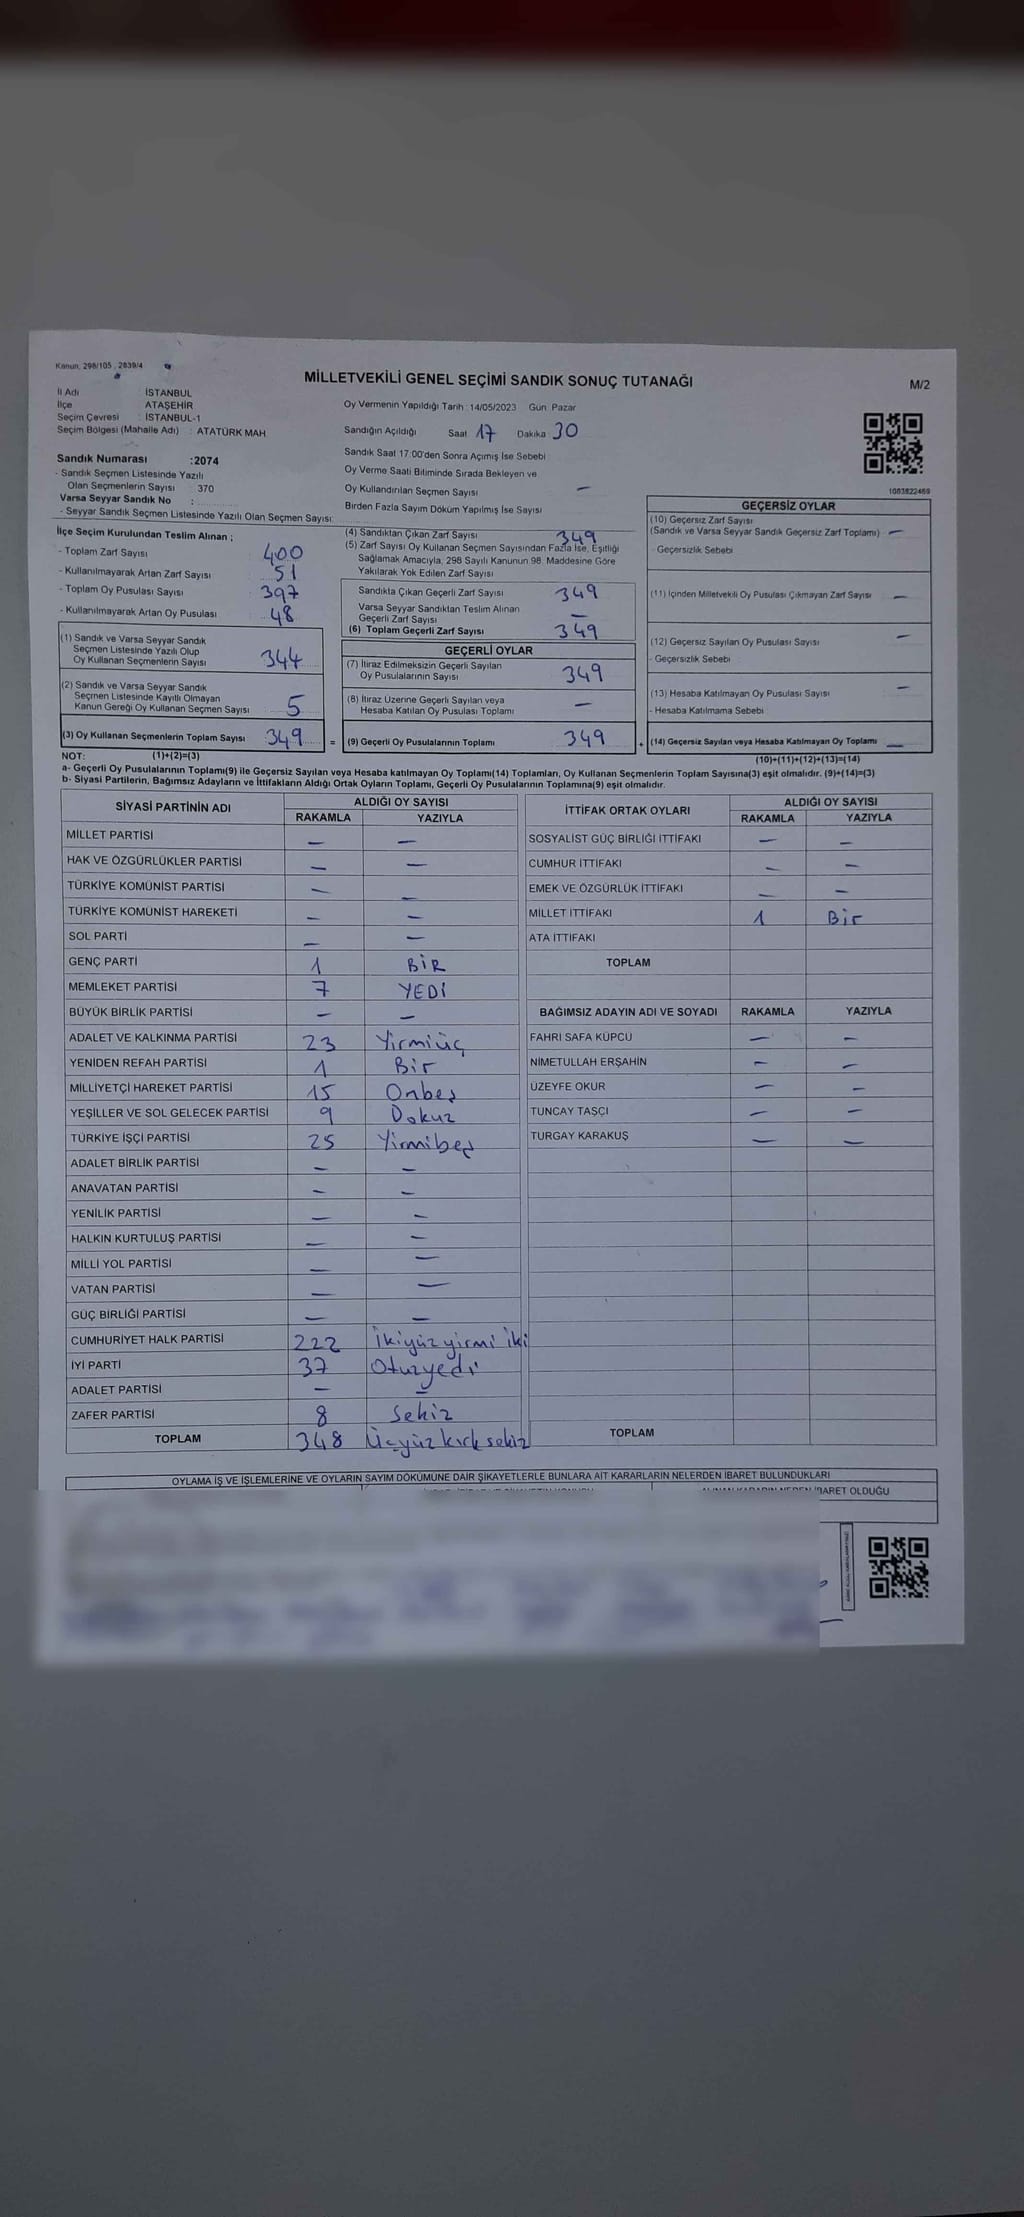 Kanun, 298/105 , 2839/4
MİLLETVEKİLİ GENEL SEÇİMİ SANDIK SONUÇ TUTANAĞI
M/2
İl Adı İSTANBUL
İlçe ATAŞEHİR
Seçim Çevresi : İSTANBUL-1
Seçim Bölgesi (Mahalle Adı) : ATATÜRK MAH
Oy Vermenin Yapıldığı Tarih :14/05/2023 Gün: Pazar
Sandığın Açıldığı Saat 17 Dakika 30
Sandık Saat 17:00'den Sonra Açımış İse Sebebi
Oy Verme Saati Bitiminde Sırada Bekleyen ve
Oy Kullandırılan Seçmen Sayısı –
Birden Fazla Sayım Döküm Yapılmış İse Sayısı
1083822469
Sandık Numarası :2074
- Sandık Seçmen Listesinde Yazılı
Olan Seçmenlerin Sayısı : 370
Varsa Seyyar Sandık No :
- Seyyar Sandık Seçmen Listesinde Yazılı Olan Seçmen Sayısı:
İlçe Seçim Kurulundan Teslim Alınan ;
- Toplam Zarf Sayısı 400
- Kullanılmayarak Artan Zarf Sayısı 51
- Toplam Oy Pusulası Sayısı 397
- Kullanılmayarak Artan Oy Pusulası 48
(1) Sandık ve Varsa Seyyar Sandık
Seçmen Listesinde Yazılı Olup
Oy Kullanan Seçmenlerin Sayısı 344
(2) Sandık ve Varsa Seyyar Sandık
Seçmen Listesinde Kayıtlı Olmayan
Kanun Gereği Oy Kullanan Seçmen Sayısı 5
(3) Oy Kullanan Seçmenlerin Toplam Sayısı 349
(4) Sandıktan Çıkan Zarf Sayısı 349
(5) Zarf Sayısı Oy Kullanan Seçmen Sayısından Fazla İse, Eşitliği
Sağlamak Amacıyla, 298 Sayılı Kanunun 98. Maddesine Göre
Yakılarak Yok Edilen Zarf Sayısı
Sandıkta Çıkan Geçerli Zarf Sayısı 349
Varsa Seyyar Sandıktan Teslim Alınan
Geçerli Zarf Sayısı –
(6) Toplam Geçerli Zarf Sayısı 349
GEÇERLİ OYLAR
(7) İtiraz Edilmeksizin Geçerli Sayılan
Oy Pusulalarının Sayısı 349
(8) İtiraz Üzerine Geçerli Sayılan veya
Hesaba Katılan Oy Pusulası Toplamı –
= (9) Geçerli Oy Pusulalarının Toplamı 349
GEÇERSİZ OYLAR
(10) Geçersiz Zarf Sayısı
(Sandık ve Varsa Seyyar Sandık Geçersiz Zarf Toplamı) –
- Geçersizlik Sebebi
(11) İçinden Milletvekili Oy Pusulası Çıkmayan Zarf Sayısı –
(12) Geçersiz Sayılan Oy Pusulası Sayısı –
- Geçersizlik Sebebi
(13) Hesaba Katılmayan Oy Pusulası Sayısı –
- Hesaba Katılmama Sebebi
+ (14) Geçersiz Sayılan veya Hesaba Katılmayan Oy Toplamı –
NOT: (1)+(2)=(3)
(10)+(11)+(12)+(13)=(14)
a- Geçerli Oy Pusulalarının Toplamı(9) ile Geçersiz Sayılan veya Hesaba katılmayan Oy Toplamı(14) Toplamları, Oy Kullanan Seçmenlerin Toplam Sayısına(3) eşit olmalıdır. (9)+(14)=(3)
b- Siyasi Partilerin, Bağımsız Adayların ve İttifakların Aldığı Ortak Oyların Toplamı, Geçerli Oy Pusulalarının Toplamına(9) eşit olmalıdır.
SİYASİ PARTİNİN ADI ALDIĞI OY SAYISI
RAKAMLA YAZIYLA
MİLLET PARTİSİ – –
HAK VE ÖZGÜRLÜKLER PARTİSİ – –
TÜRKİYE KOMÜNİST PARTİSİ – –
TÜRKİYE KOMÜNİST HAREKETİ – –
SOL PARTİ – –
GENÇ PARTİ 1 BİR
MEMLEKET PARTİSİ 7 YEDİ
BÜYÜK BİRLİK PARTİSİ – –
ADALET VE KALKINMA PARTİSİ 23 Yirmiüç
YENİDEN REFAH PARTİSİ 1 Bir
MİLLİYETÇİ HAREKET PARTİSİ 15 Onbeş
YEŞİLLER VE SOL GELECEK PARTİSİ 9 Dokuz
TÜRKİYE İŞÇİ PARTİSİ 25 Yirmibeş
ADALET BİRLİK PARTİSİ – –
ANAVATAN PARTİSİ – –
YENİLİK PARTİSİ – –
HALKIN KURTULUŞ PARTİSİ – –
MİLLİ YOL PARTİSİ – –
VATAN PARTİSİ – –
GÜÇ BİRLİĞİ PARTİSİ – –
CUMHURİYET HALK PARTİSİ 222 İkiyüz yirmi iki
İYİ PARTİ 37 Otuzyedi
ADALET PARTİSİ – –
ZAFER PARTİSİ 8 Sekiz
TOPLAM 348 Üçyüz kırk sekiz
İTTİFAK ORTAK OYLARI ALDIĞI OY SAYISI
RAKAMLA YAZIYLA
SOSYALİST GÜÇ BİRLİĞİ İTTİFAKI – –
CUMHUR İTTİFAKI – –
EMEK VE ÖZGÜRLÜK İTTİFAKI – –
MİLLET İTTİFAKI 1 Bir
ATA İTTİFAKI
TOPLAM
BAĞIMSIZ ADAYIN ADI VE SOYADI RAKAMLA YAZIYLA
FAHRİ SAFA KÜPCÜ – –
NİMETULLAH ERŞAHİN – –
ÜZEYFE OKUR – –
TUNCAY TAŞÇI – –
TURGAY KARAKUŞ – –
TOPLAM
OYLAMA İŞ VE İŞLEMLERİNE VE OYLARIN SAYIM DÖKÜMÜNE DAİR ŞİKAYETLERLE BUNLARA AİT KARARLARIN NELERDEN İBARET BULUNDUKLARI
İBARET OLDUĞU